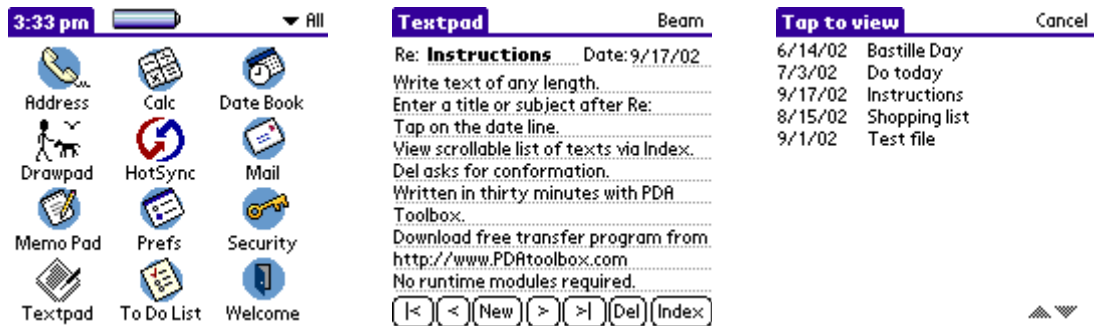 3:33 pm All
Address Calc Date Book
Drawpad HotSync Mail
Memo Pad Prefs Security
Textpad To Do List Welcome
Textpad Beam
Re: Instructions Date: 9/17/02
Write text of any length.
Enter a title or subject after Re:
Tap on the date line.
View scrollable list of texts via Index.
Del asks for conformation.
Written in thirty minutes with PDA
Toolbox.
Download free transfer program from
http://www.PDAtoolbox.com
No runtime modules required.
|< < New > >| Del Index
Tap to view Cancel
6/14/02 Bastille Day
7/3/02 Do today
9/17/02 Instructions
8/15/02 Shopping list
9/1/02 Test file